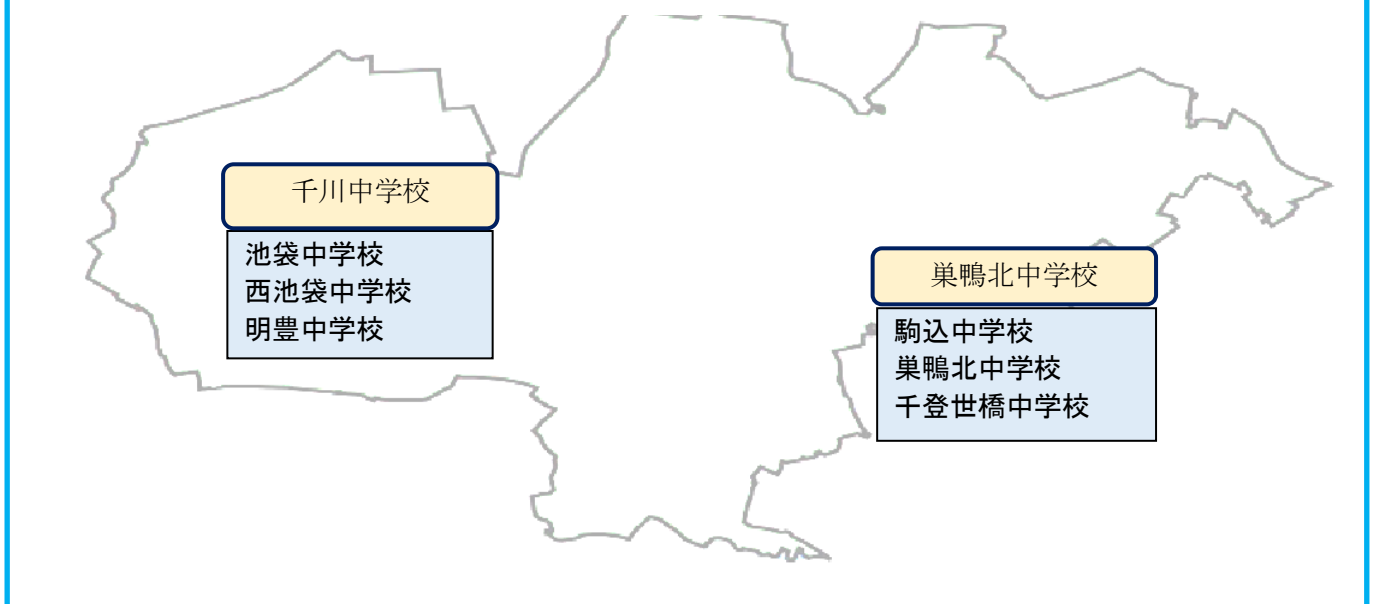 千川中学校
池袋中学校
西池袋中学校
明豊中学校
巣鴨北中学校
駒込中学校
巣鴨北中学校
千登世橋中学校